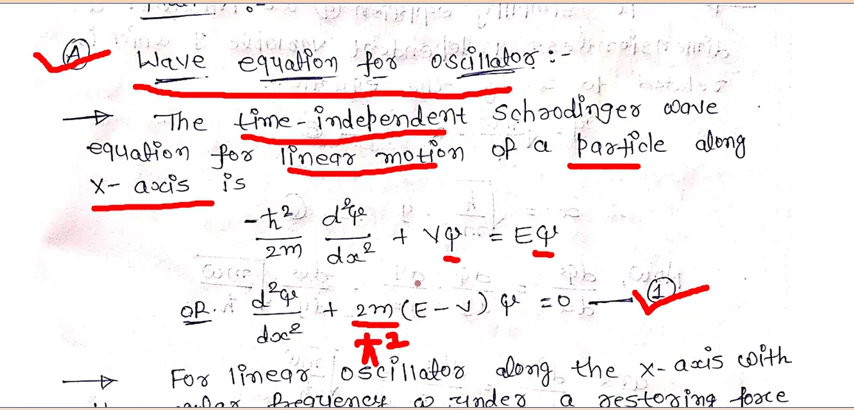 (A) Wave equation for oscillator :-
→ The time-independent Schrodinger wave
equation for linear motion of a particle along
x-axis is
-ħ²/2m d²ψ/dx² + Vψ = Eψ
OR d²ψ/dx² + 2m/ħ² (E-V) ψ = 0 — (1)
→ For linear oscillator along the x-axis with
frequency ω under a restoring force